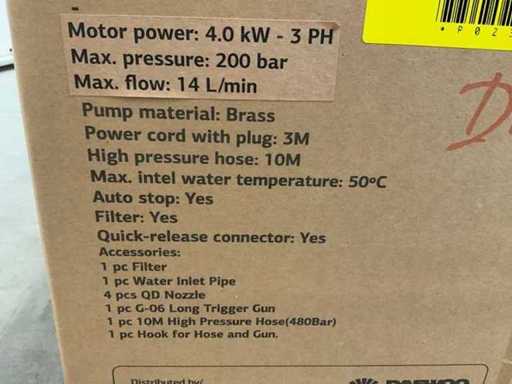 Motor power: 4.0 kW - 3 PH
Max. pressure: 200 bar
Max. flow: 14 L/min
Pump material: Brass
Power cord with plug: 3M
High pressure hose: 10M
Max. intel water temperature: 50ºC
Auto stop: Yes
Filter: Yes
Quick-release connector: Yes
Accessories:
1 pc Filter
1 pc Water Inlet Pipe
4 pcs QD Nozzle
1 pc G-06 Long Trigger Gun
1 pc 10M High Pressure Hose(480Bar)
1 pc Hook for Hose and Gun.
Distributed by/